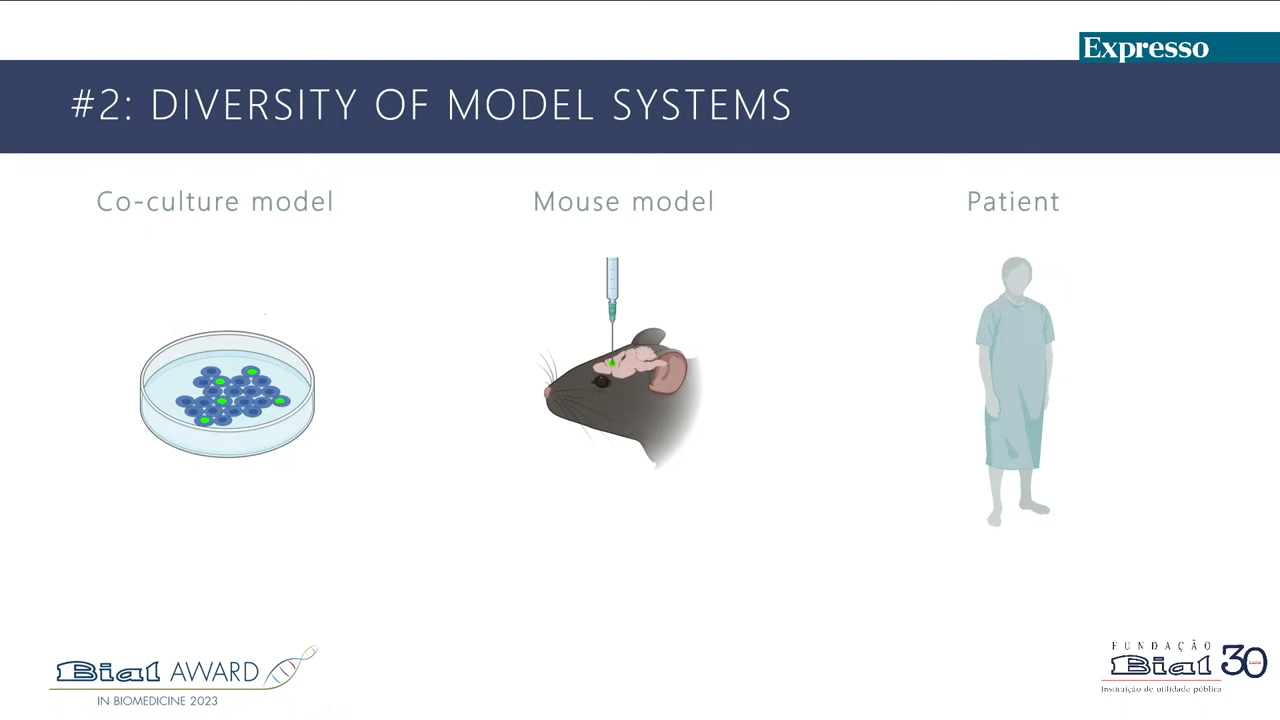 Expresso
#2: DIVERSITY OF MODEL SYSTEMS
Co-culture model
Mouse model
Patient
Bial AWARD
IN BIOMEDICINE 2023
FUNDAÇÃO
Bial 30
Instituição de utilidade pública